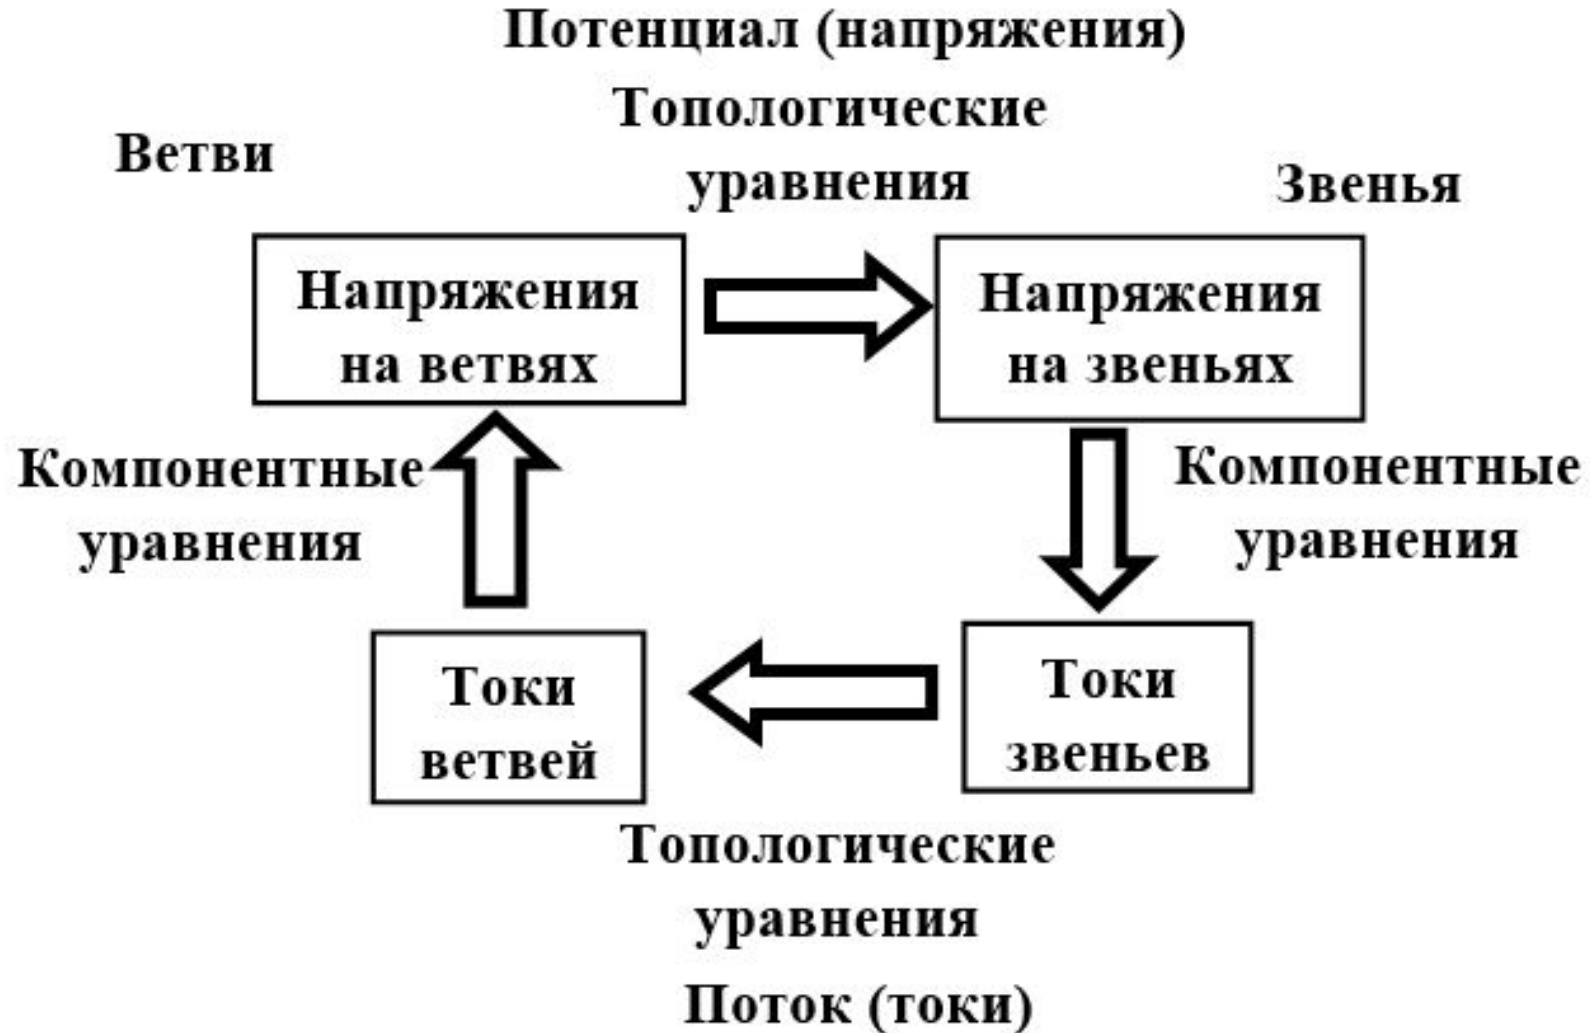 Потенциал (напряжения)
Топологические
уравнения
Ветви
Звенья
Напряжения
на ветвях
Напряжения
на звеньях
Компонентные
уравнения
Компонентные
уравнения
Токи
ветвей
Токи
звеньев
Топологические
уравнения
Поток (токи)